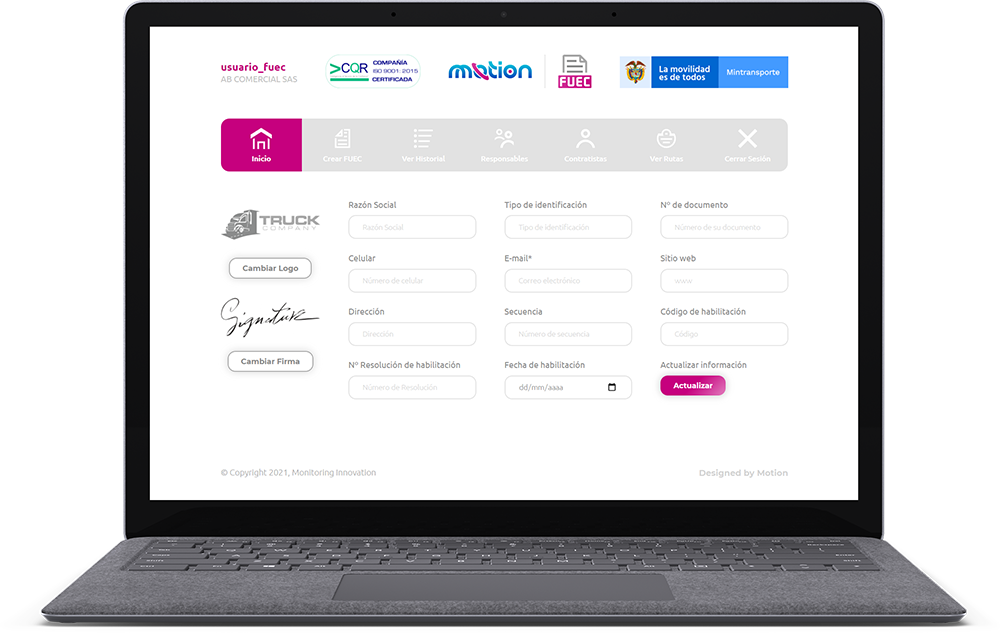 usuario_fuec
AB COMERCIAL SAS
CQR
COMPAÑÍA
ISO 9001: 2015
CERTIFICADA
motion
FUEC
La movilidad
es de todos
Mintransporte
Inicio
Crear FUEC
Ver Historial
Responsables
Contratistas
Ver Rutas
Cerrar Sesión
TRUCK
COMPANY
Cambiar Logo
Signature
Cambiar Firma
Razón Social
Razón Social
Tipo de identificación
Tipo de identificación
Nº de documento
Número de su documento
Celular
Número de celular
E-mail*
Correo electrónico
Sitio web
www
Dirección
Dirección
Secuencia
Número de secuencia
Código de habilitación
Código
Nº Resolución de habilitación
Número de Resolución
Fecha de habilitación
dd/mm/aaaa
Actualizar información
Actualizar
© Copyright 2021, Monitoring Innovation
Designed by Motion